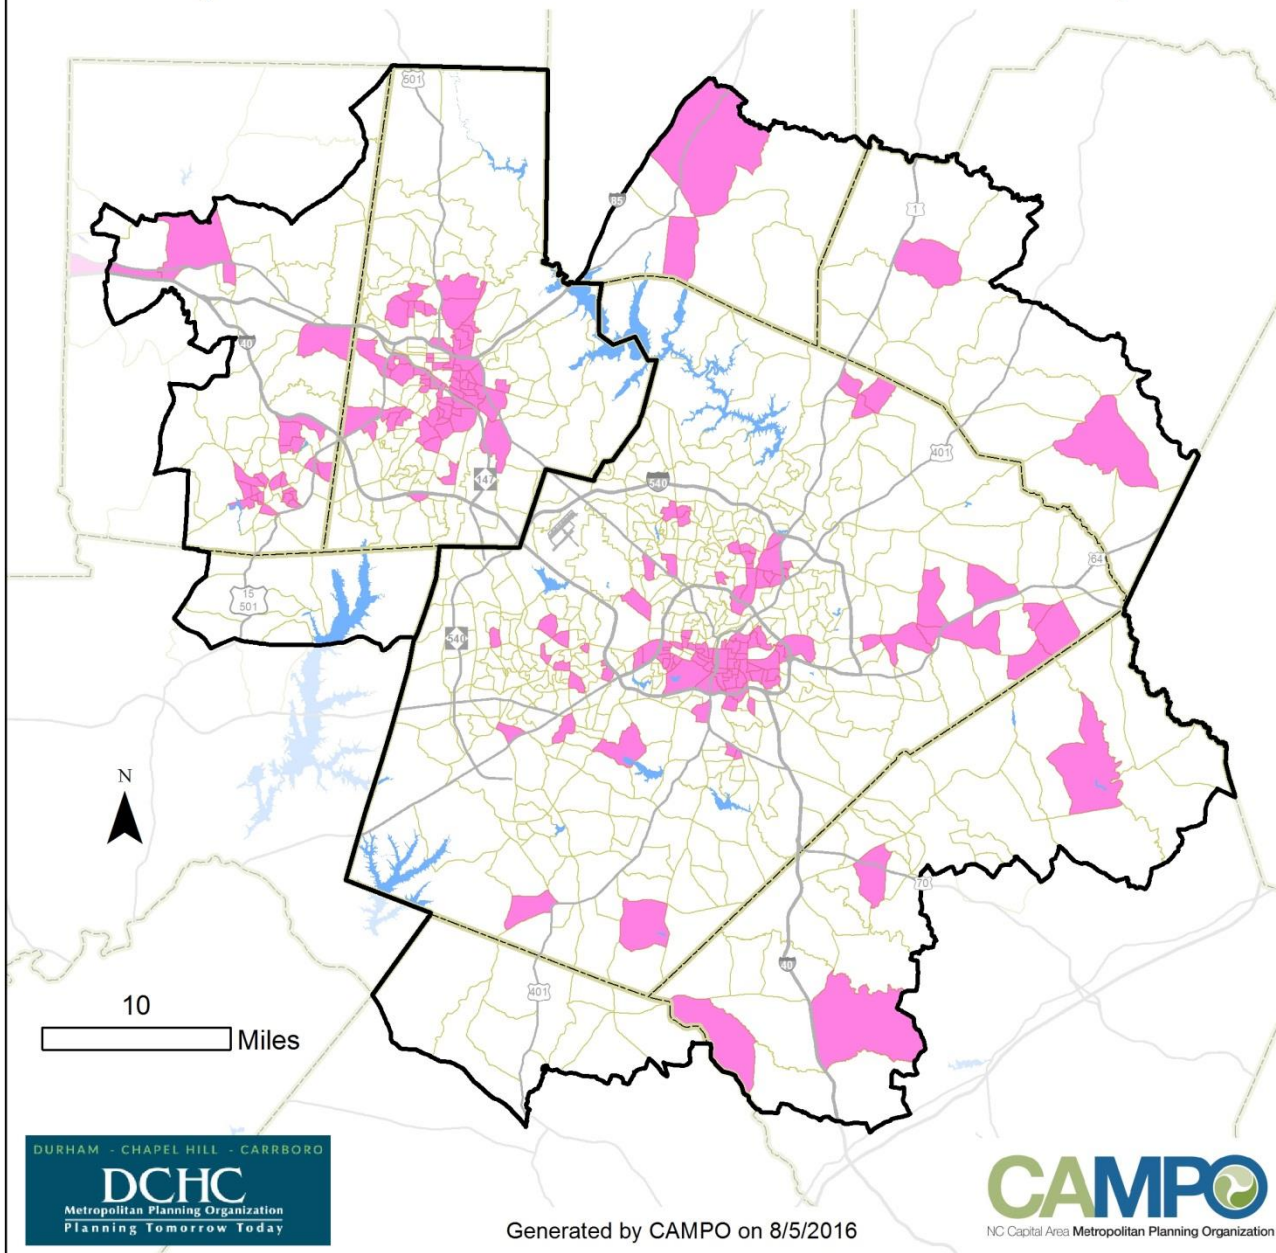 501
85
1
40
401
147
540
64
15
501
540
N
70
40
401
10
Miles
DURHAM - CHAPEL HILL - CARRBORO
DCHC
Metropolitan Planning Organization
Planning Tomorrow Today
Generated by CAMPO on 8/5/2016
CAMPO
NC Capital Area Metropolitan Planning Organization